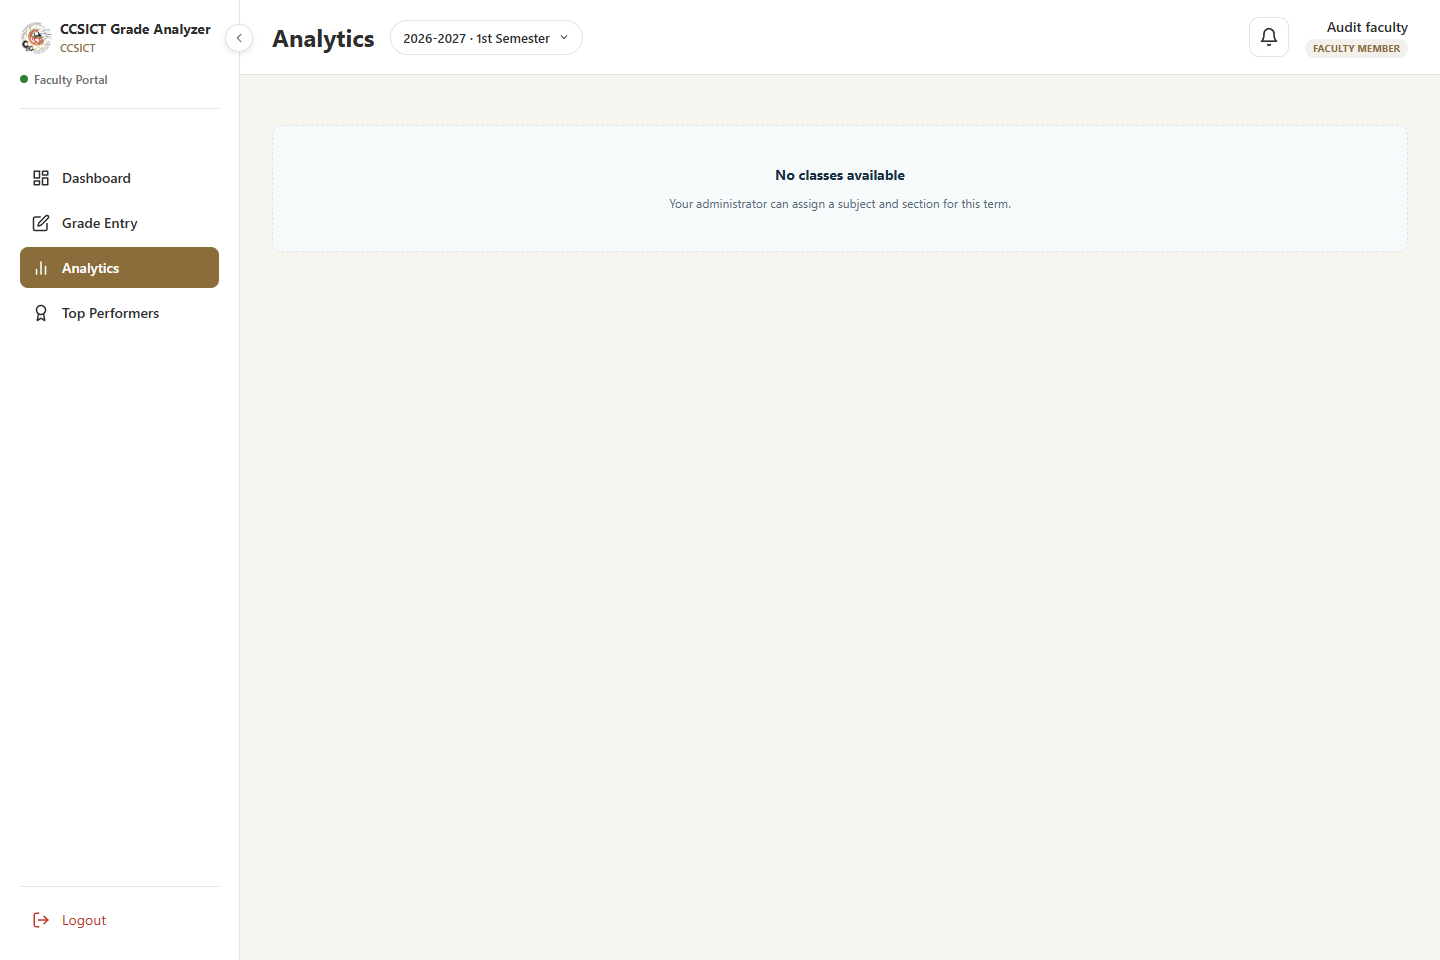 CCSICT Grade Analyzer
CCSICT
Faculty Portal
Dashboard
Grade Entry
Analytics
Top Performers
Logout
Analytics
2026-2027 · 1st Semester
Audit faculty
FACULTY MEMBER
No classes available
Your administrator can assign a subject and section for this term.